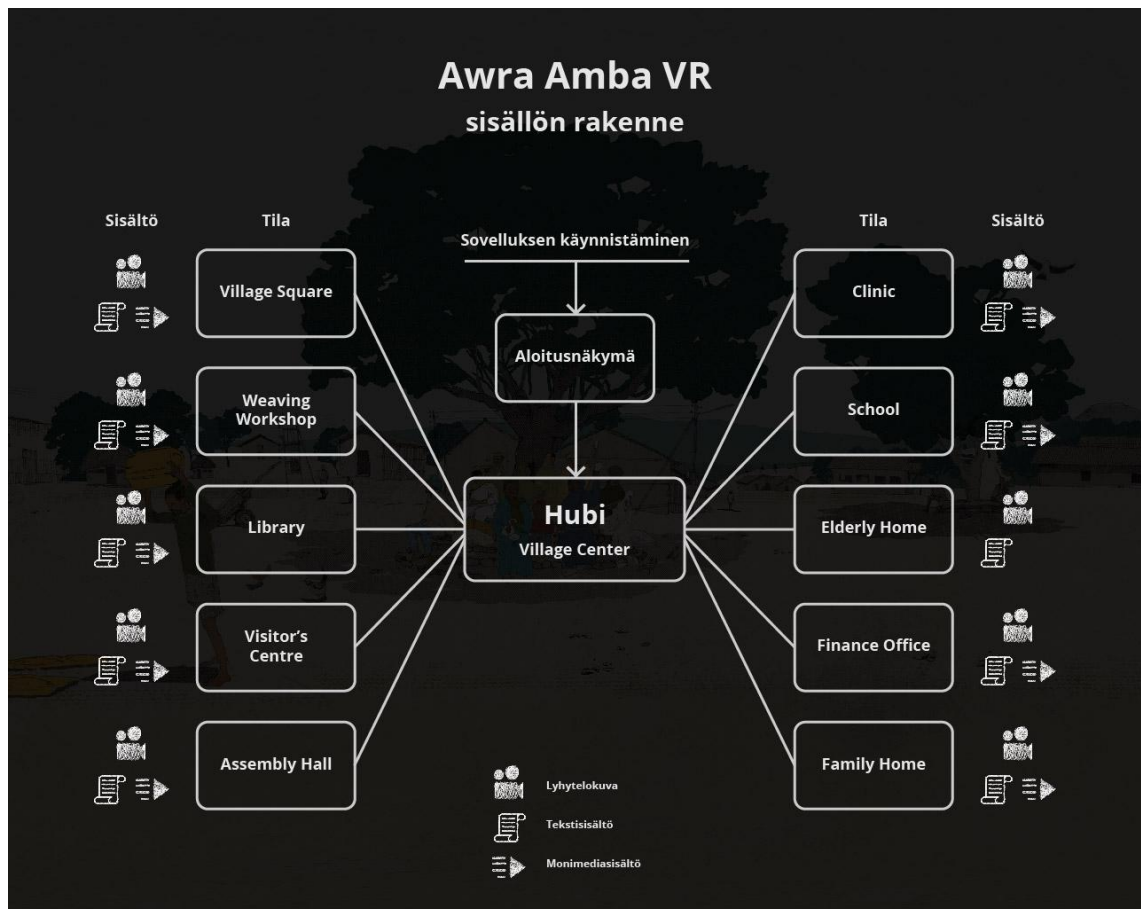 Awra Amba VR
sisällön rakenne
Sisältö
Tila
Sovelluksen käynnistäminen
Tila
Sisältö
Village Square
Clinic
Aloitusnäkymä
Weaving
Workshop
School
Hubi
Village Center
Library
Elderly Home
Visitor’s
Centre
Finance Office
Assembly Hall
Family Home
Lyhytelokuva
Tekstisisältö
Monimediasisältö